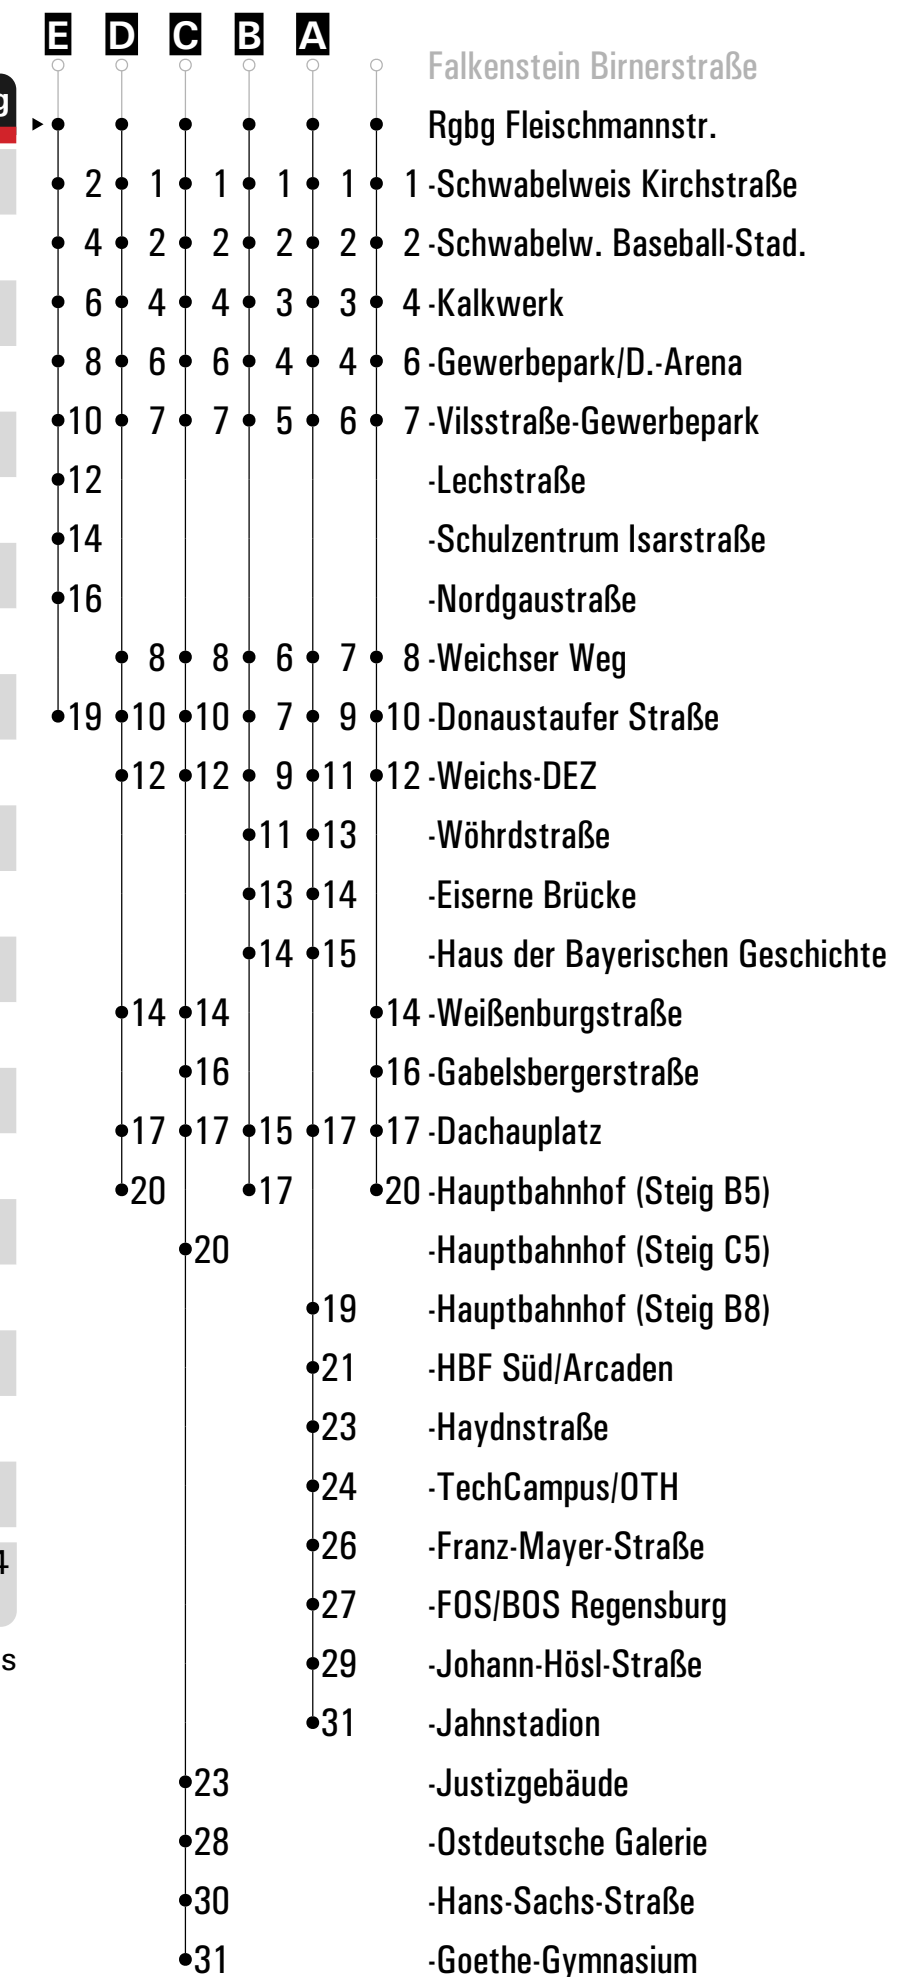 E D C B A
Falkenstein Birnerstraße
g
Rgbg Fleischmannstr.
2 1 1 1 1 1 -Schwabelweis Kirchstraße
4 2 2 2 2 2 -Schwabelw. Baseball-Stad.
6 4 4 3 3 4 -Kalkwerk
8 6 6 4 4 6 -Gewerbepark/D.-Arena
10 7 7 5 6 7 -Vilsstraße-Gewerbepark
12 -Lechstraße
14 -Schulzentrum Isarstraße
16 -Nordgaustraße
8 8 6 7 8 -Weichser Weg
19 10 10 7 9 10 -Donaustaufer Straße
12 12 9 11 12 -Weichs-DEZ
11 13 -Wöhrdstraße
13 14 -Eiserne Brücke
14 15 -Haus der Bayerischen Geschichte
14 14 14 -Weißenburgstraße
16 16 -Gabelsbergerstraße
17 17 15 17 17 -Dachauplatz
20 17 20 -Hauptbahnhof (Steig B5)
20 -Hauptbahnhof (Steig C5)
19 -Hauptbahnhof (Steig B8)
21 -HBF Süd/Arcaden
23 -Haydnstraße
24 -TechCampus/OTH
26 -Franz-Mayer-Straße
4
27 -FOS/BOS Regensburg
s
29 -Johann-Hösl-Straße
31 -Jahnstadion
23 -Justizgebäude
28 -Ostdeutsche Galerie
30 -Hans-Sachs-Straße
31 -Goethe-Gymnasium